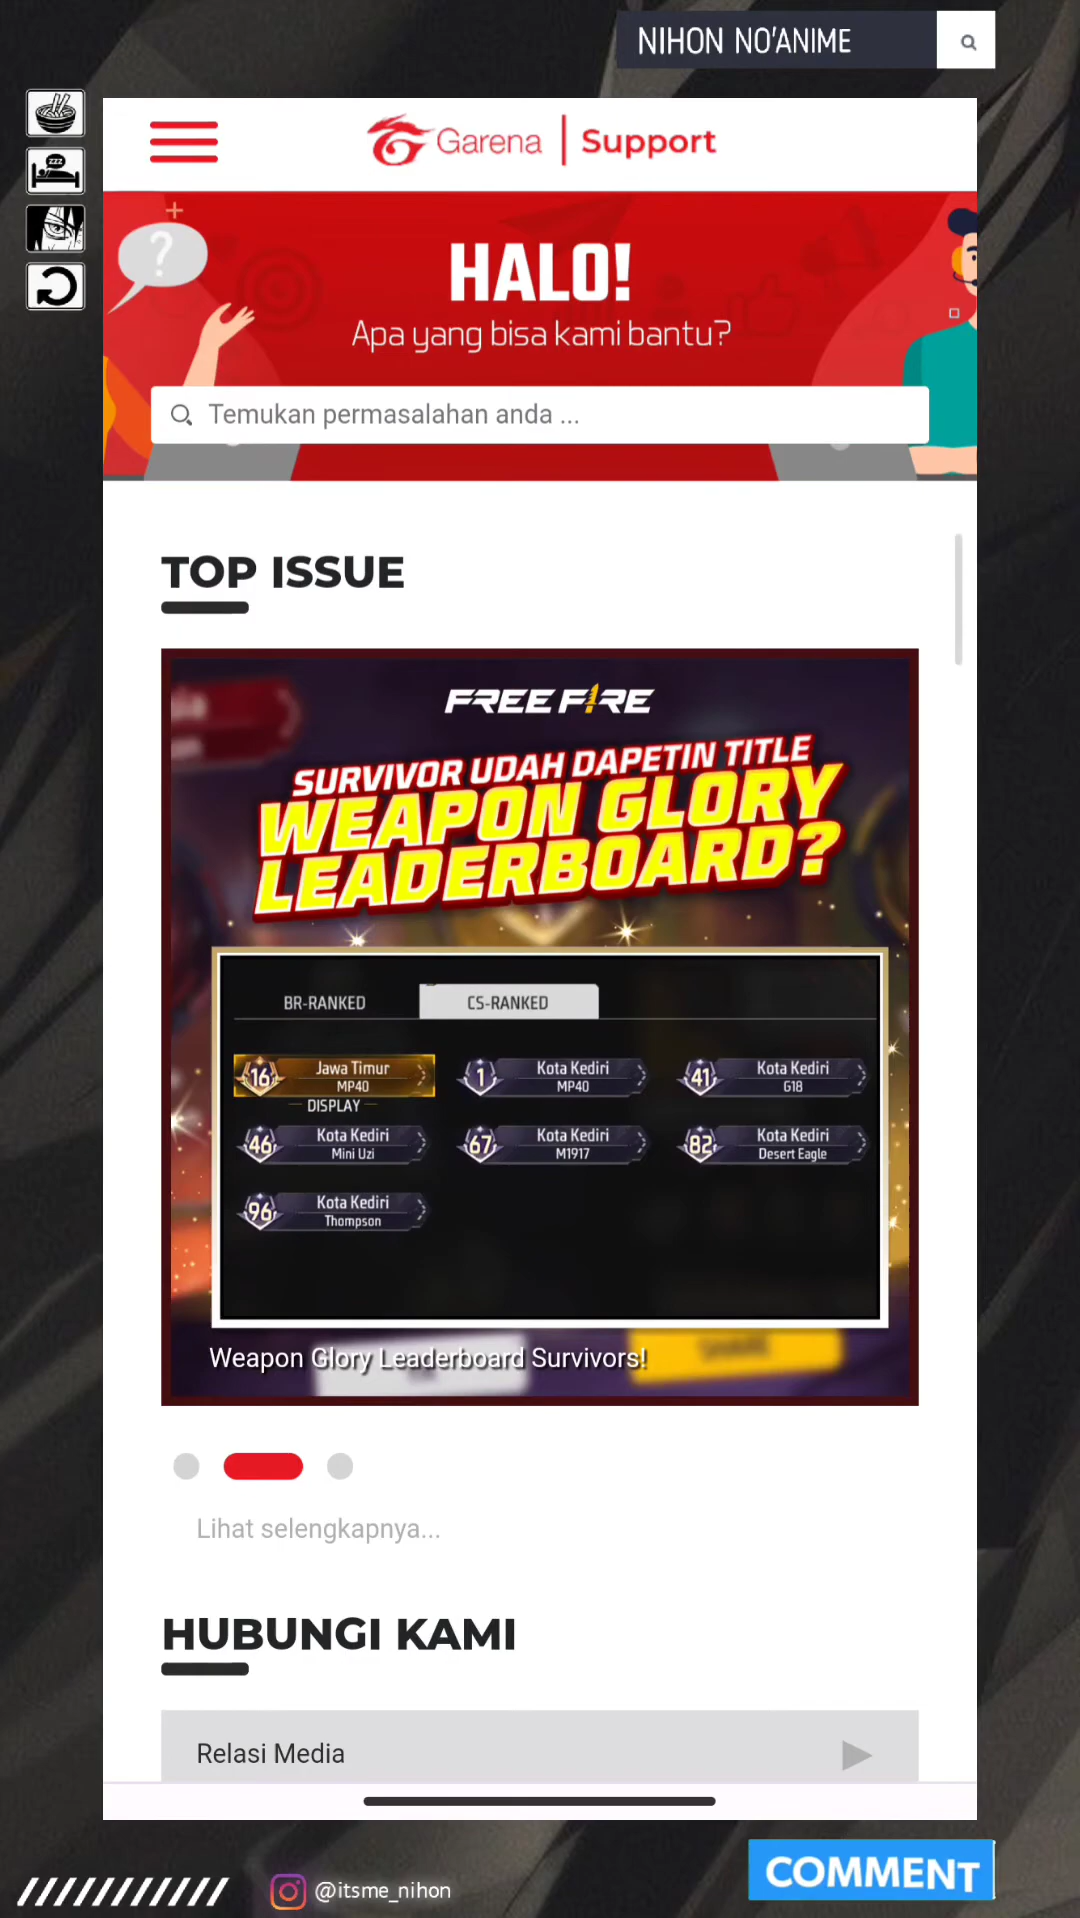 NIHON NO'ANIME
zzz
Garena | Support
?
HALO!
Apa yang bisa kami bantu?
Temukan permasalahan anda ...
TOP ISSUE
FREE FIRE
SURVIVOR UDAH DAPETIN TITLE
WEAPON GLORY
LEADERBOARD?
BR-RANKED
CS-RANKED
16 Jawa Timur
MP40
DISPLAY
1 Kota Kediri
MP40
41 Kota Kediri
G18
46 Kota Kediri
Mini Uzi
67 Kota Kediri
M1917
82 Kota Kediri
Desert Eagle
96 Kota Kediri
Thompson
SHARE
Weapon Glory Leaderboard Survivors!
Lihat selengkapnya...
HUBUNGI KAMI
Relasi Media
@itsme_nihon
COMMENT